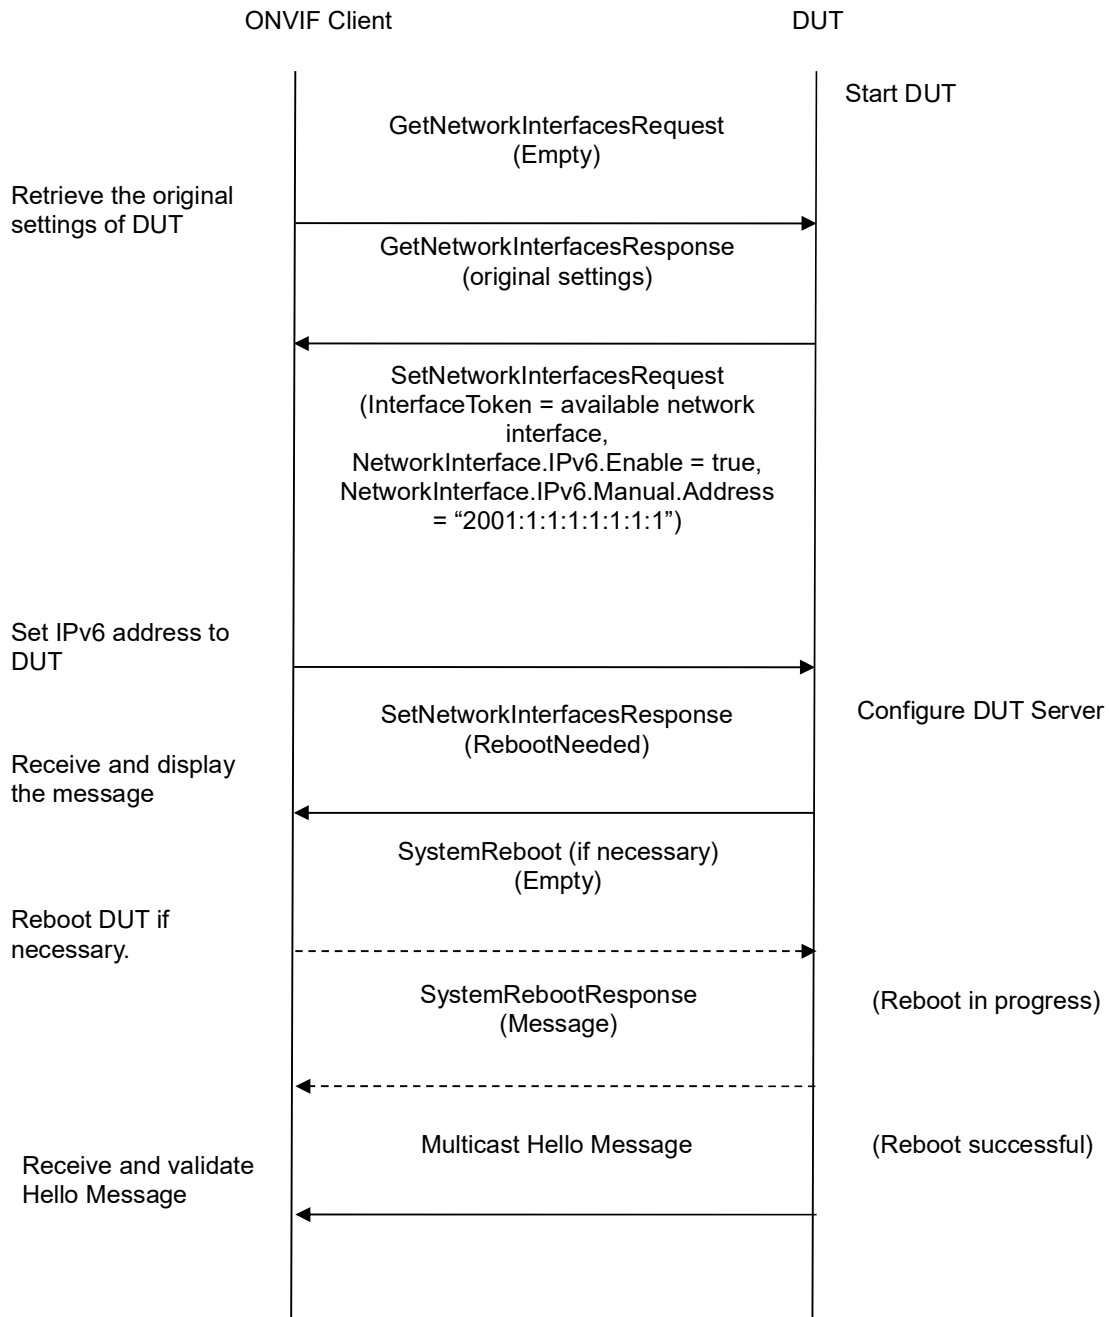 ONVIF Client
DUT
Start DUT
GetNetworkInterfacesRequest
(Empty)
Retrieve the original
settings of DUT
GetNetworkInterfacesResponse
(original settings)
SetNetworkInterfacesRequest
(InterfaceToken = available network
interface,
NetworkInterface.IPv6.Enable = true,
NetworkInterface.IPv6.Manual.Address
= “2001:1:1:1:1:1:1:1”)
Set IPv6 address to
DUT
SetNetworkInterfacesResponse
(RebootNeeded)
Configure DUT Server
Receive and display
the message
SystemReboot (if necessary)
(Empty)
Reboot DUT if
necessary.
SystemRebootResponse
(Message)
(Reboot in progress)
Multicast Hello Message
(Reboot successful)
Receive and validate
Hello Message